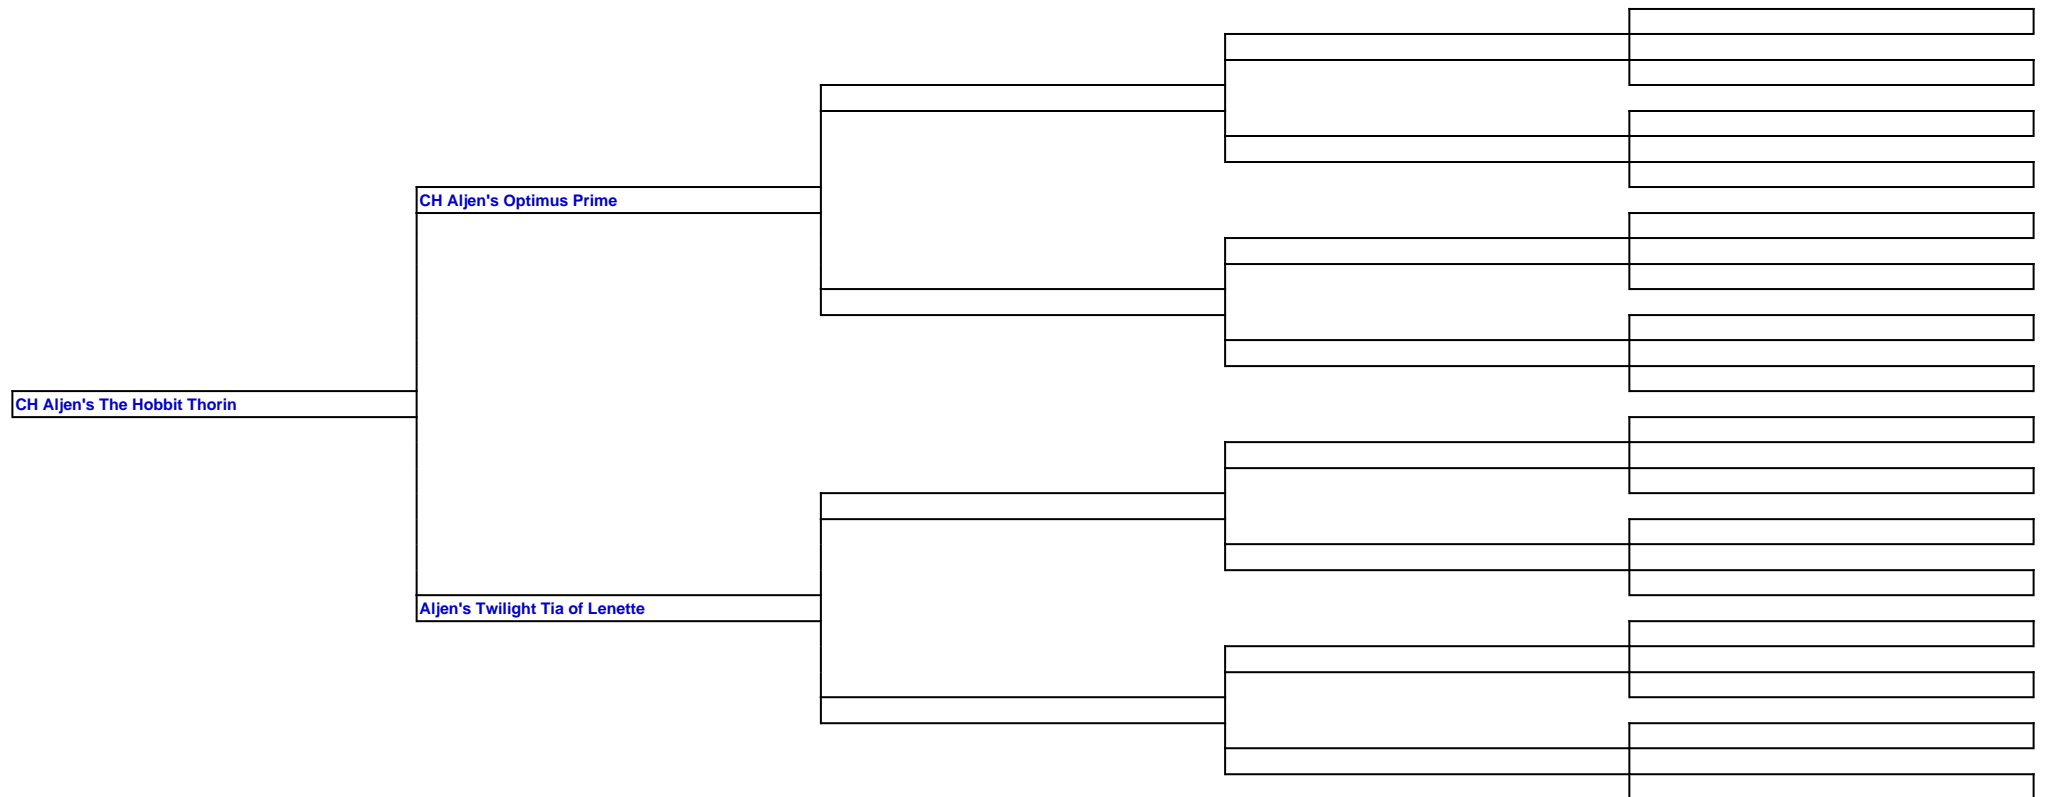 CH Aljen's Optimus Prime
CH Aljen's The Hobbit Thorin
Aljen's Twilight Tia of Lenette